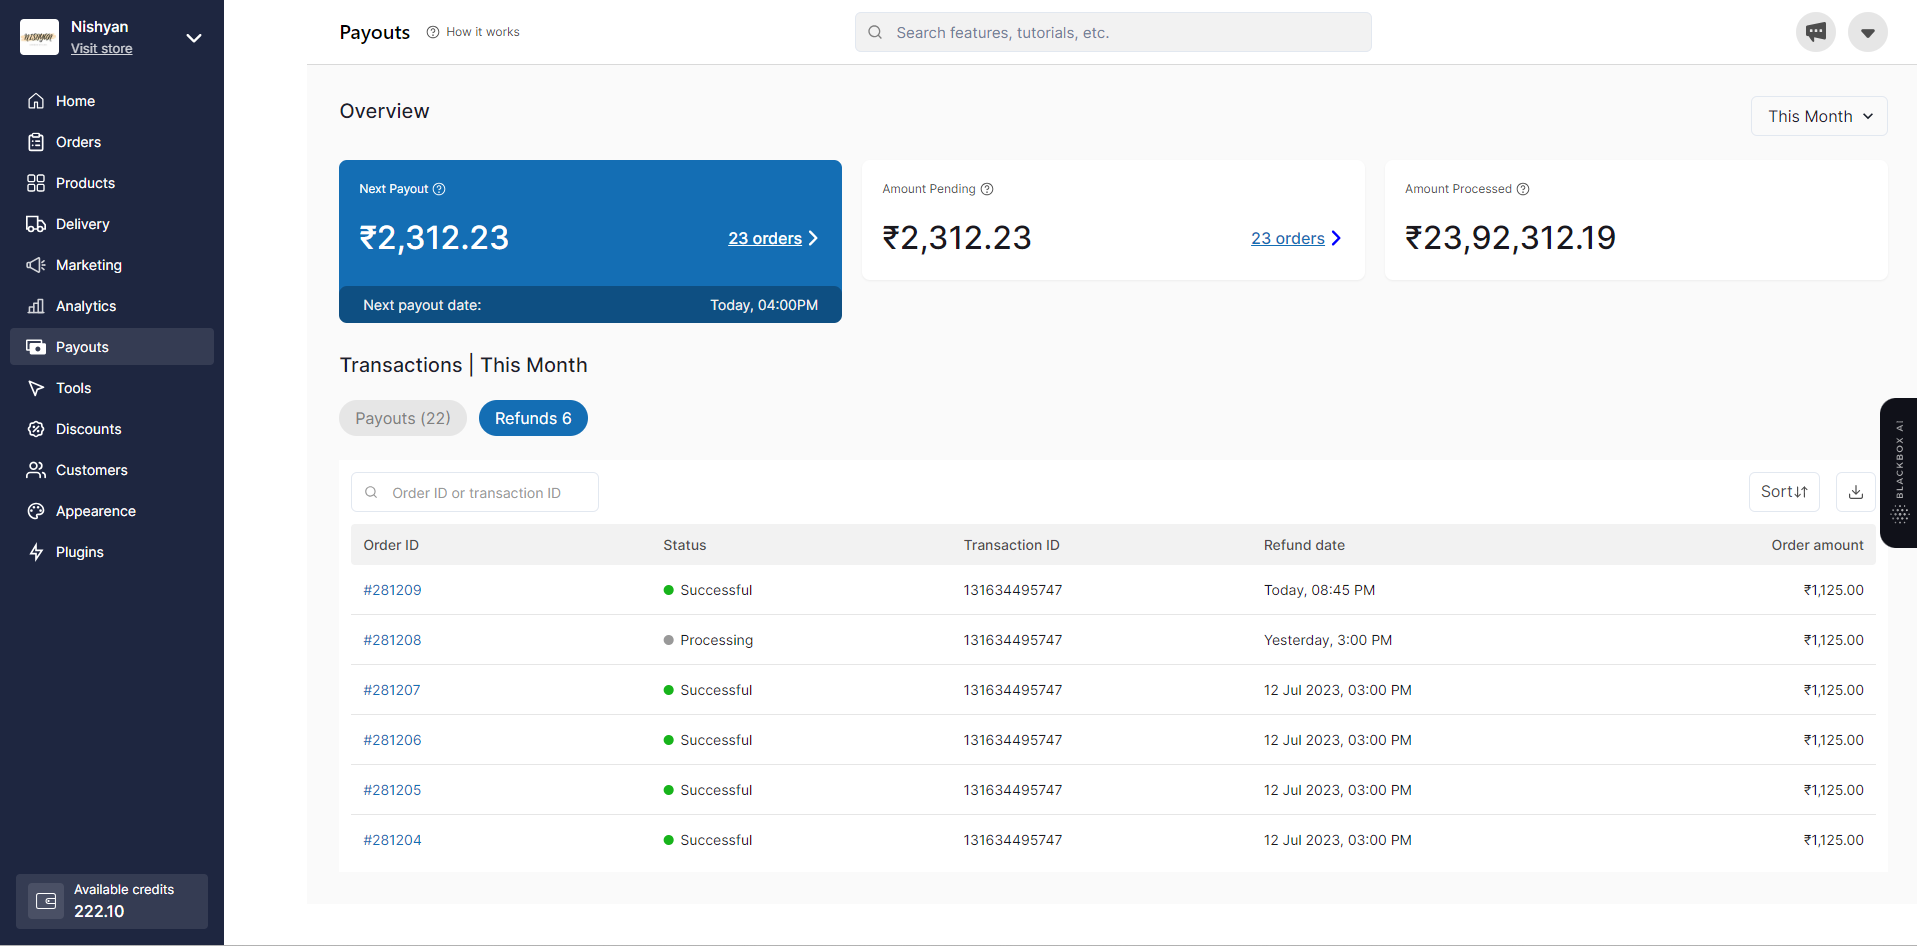 NISHYAN
Nishyan
Visit store
Home
Orders
Products
Delivery
Marketing
Analytics
Payouts
Tools
Discounts
Customers
Appearence
Plugins
Available credits
222.10
Payouts
How it works
Search features, tutorials, etc.
Overview
This Month
Next Payout
₹2,312.23
23 orders
Next payout date: Today, 04:00PM
Amount Pending
₹2,312.23
23 orders
Amount Processed
₹23,92,312.19
Transactions | This Month
Payouts (22)
Refunds 6
Order ID or transaction ID
Sort
Order ID Status Transaction ID Refund date Order amount
#281209 Successful 131634495747 Today, 08:45 PM ₹1,125.00
#281208 Processing 131634495747 Yesterday, 3:00 PM ₹1,125.00
#281207 Successful 131634495747 12 Jul 2023, 03:00 PM ₹1,125.00
#281206 Successful 131634495747 12 Jul 2023, 03:00 PM ₹1,125.00
#281205 Successful 131634495747 12 Jul 2023, 03:00 PM ₹1,125.00
#281204 Successful 131634495747 12 Jul 2023, 03:00 PM ₹1,125.00
BLACKBOX AI